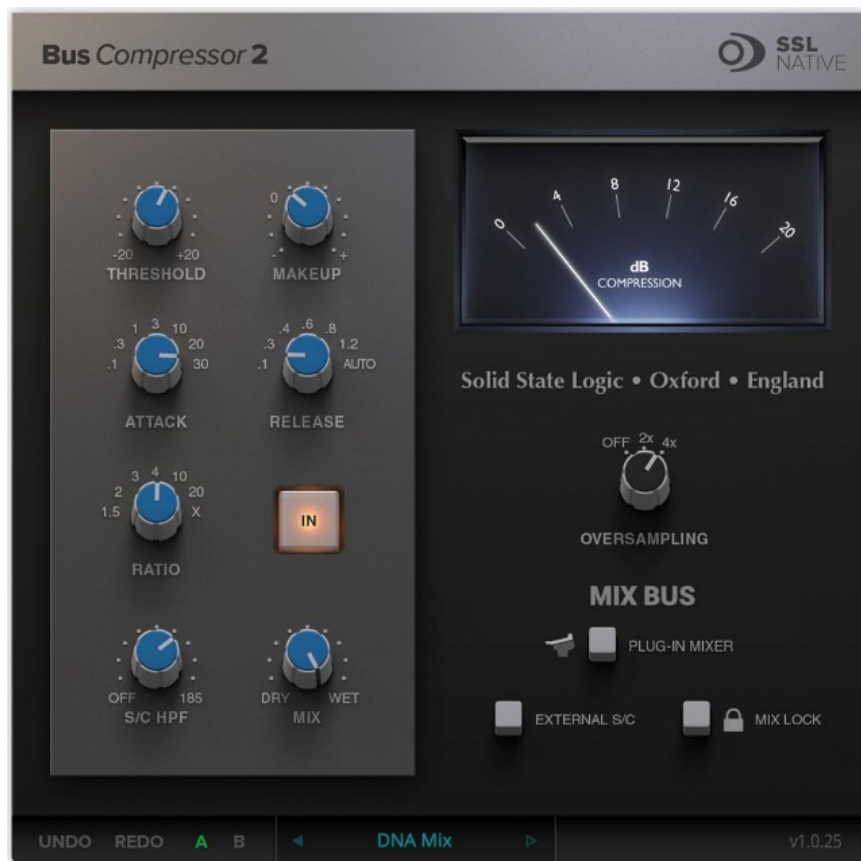 Bus Compressor 2
SSL
NATIVE
-20 +20
THRESHOLD
0
- +
MAKEUP
.1 .3 1 3 10 20 30
ATTACK
.1 .3 .4 .6 .8 1.2 AUTO
RELEASE
1.5 2 3 4 10 20 X
RATIO
IN
OFF 185
S/C HPF
DRY WET
MIX
0 4 8 12 16 20
dB
COMPRESSION
Solid State Logic • Oxford • England
OFF 2x 4x
OVERSAMPLING
MIX BUS
PLUG-IN MIXER
EXTERNAL S/C
MIX LOCK
UNDO REDO A B
DNA Mix
v1.0.25